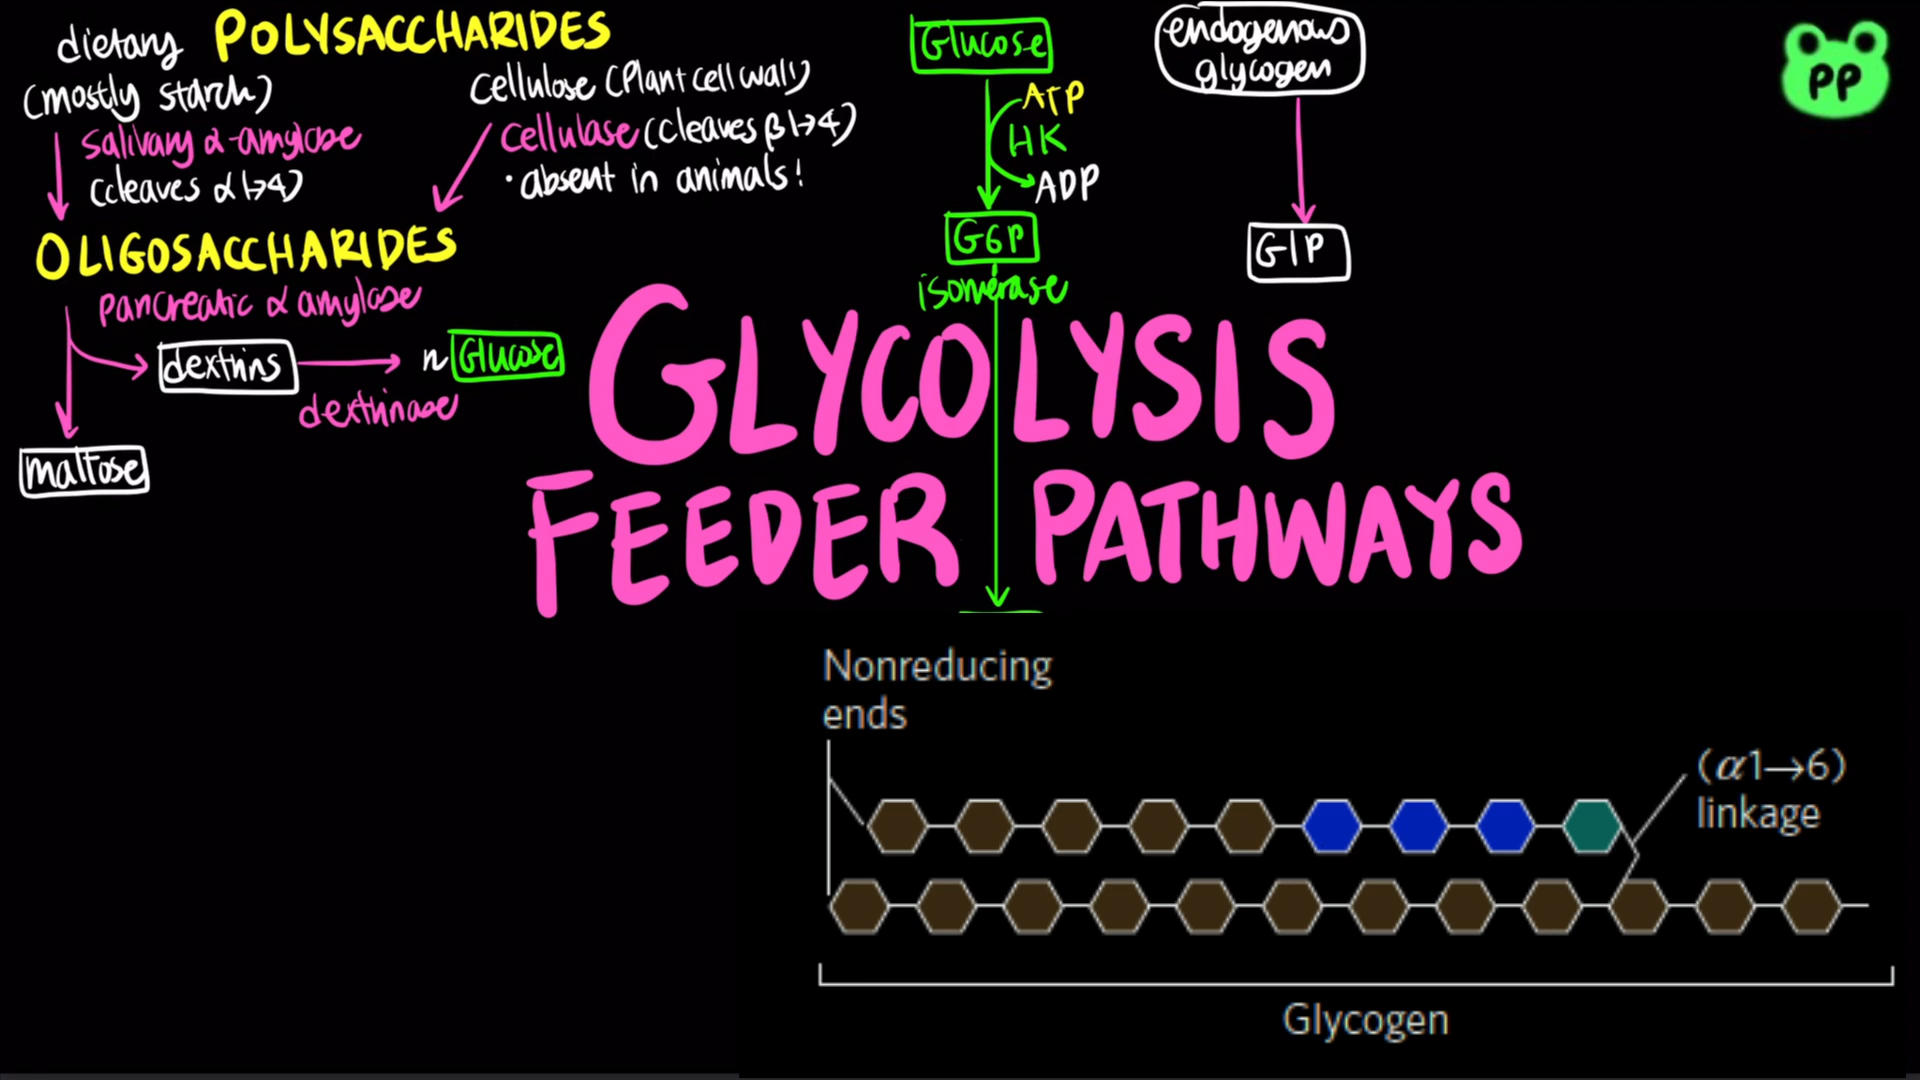 dietary POLYSACCHARIDES
(mostly starch)
salivary α-amylose
(cleaves α1→4)
cellulose (Plant cell wall)
cellulase (cleaves β1→4)
• absent in animals!
OLIGOSACCHARIDES
pancreatic α amylase
dextrins
n Glucose
dextrinase
maltose
Glucose
ATP
HK
ADP
G6P
isomerase
endogenous
glycogen
G1P
PP
GLYCOLYSIS
FEEDER PATHWAYS
Nonreducing
ends
(α1→6)
linkage
Glycogen